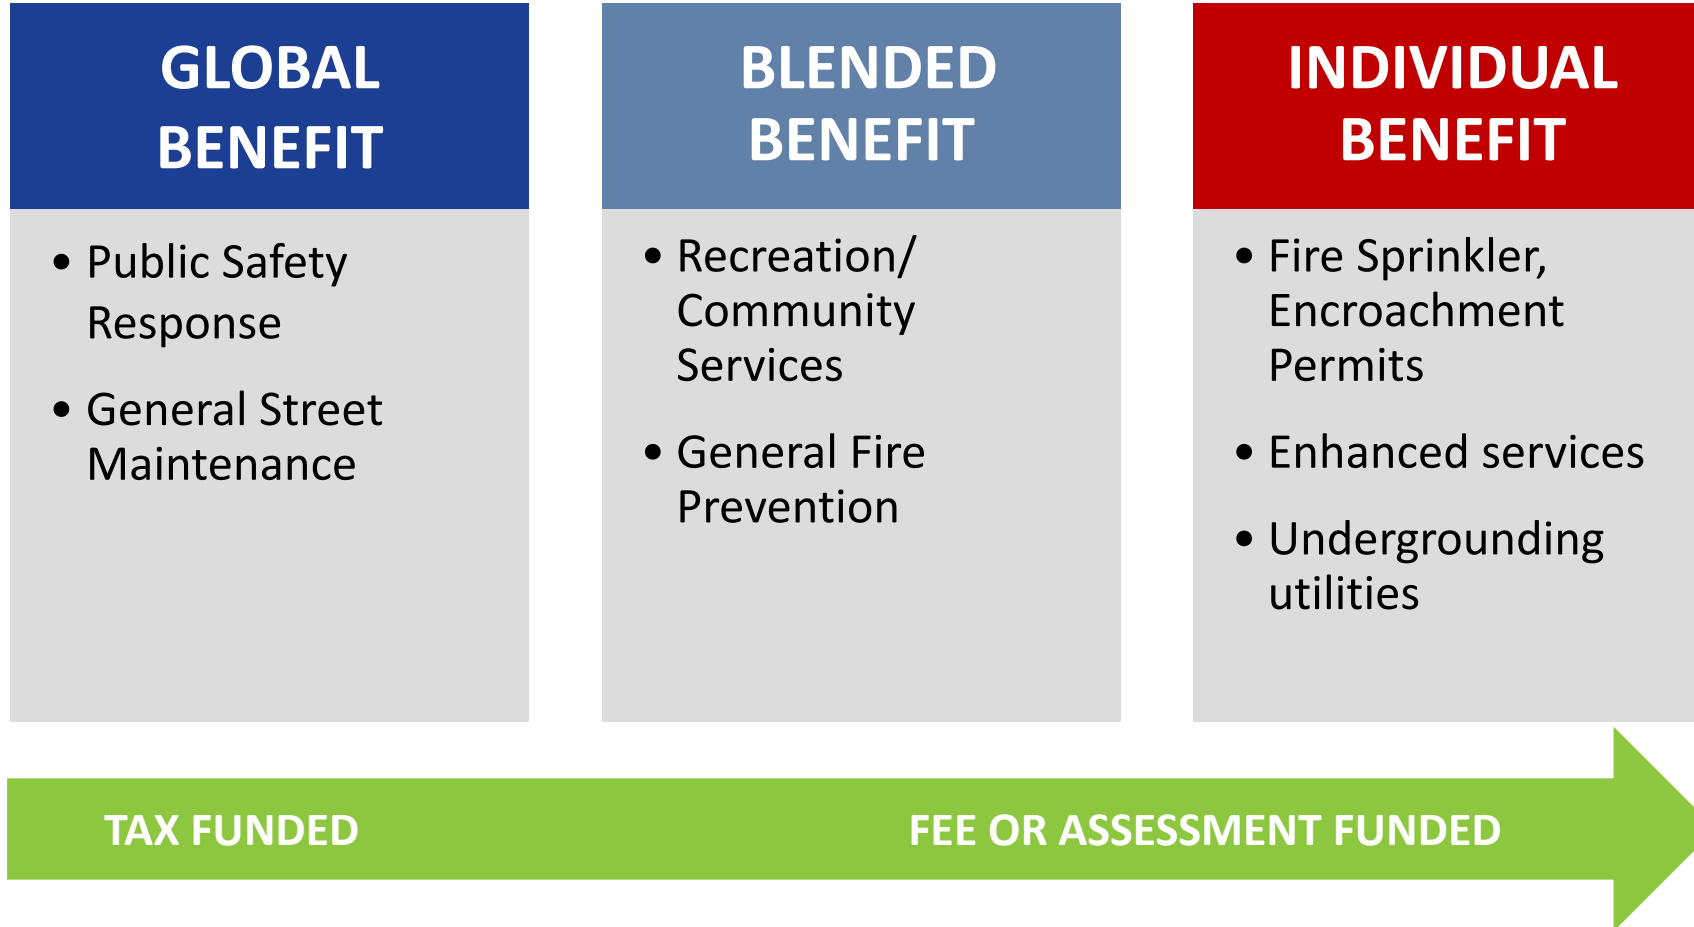 GLOBAL
BENEFIT
• Public Safety
Response
• General Street
Maintenance
BLENDED
BENEFIT
• Recreation/
Community
Services
• General Fire
Prevention
INDIVIDUAL
BENEFIT
• Fire Sprinkler,
Encroachment
Permits
• Enhanced services
• Undergrounding
utilities
TAX FUNDED
FEE OR ASSESSMENT FUNDED